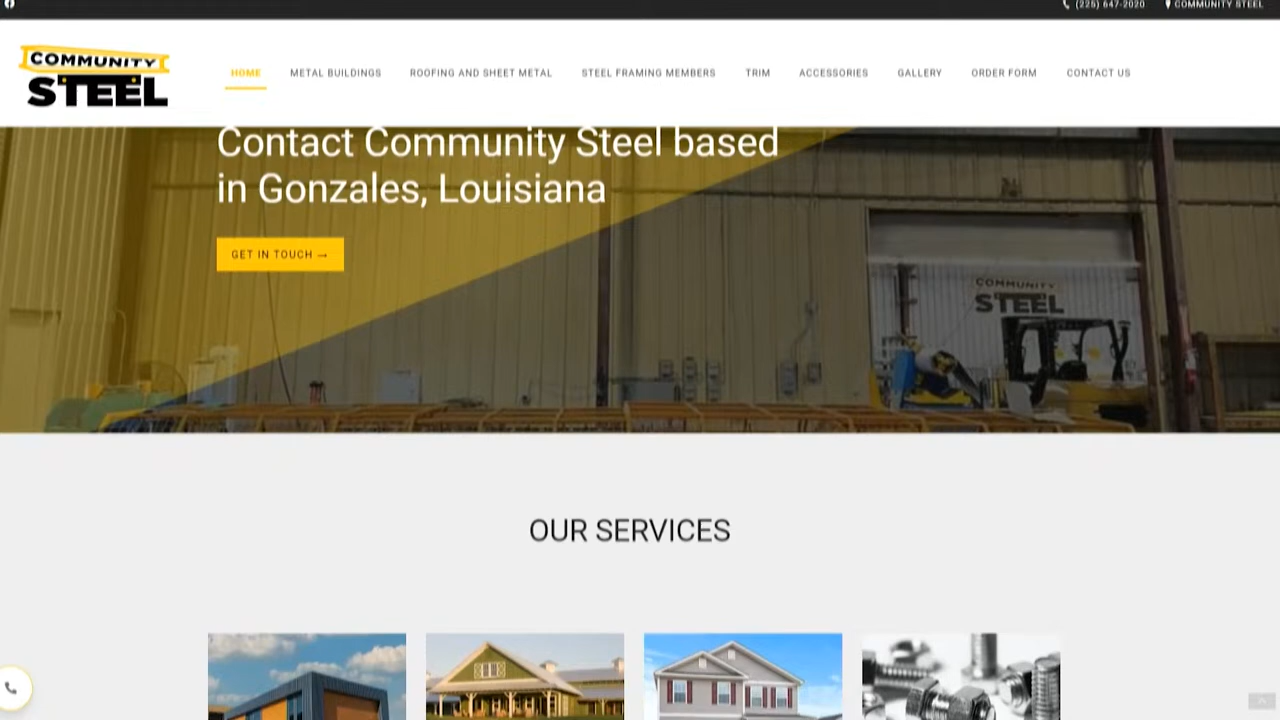 (225) 647-2020 COMMUNITY STEEL
COMMUNITY
STEEL
HOME METAL BUILDINGS ROOFING AND SHEET METAL STEEL FRAMING MEMBERS TRIM ACCESSORIES GALLERY ORDER FORM CONTACT US
Contact Community Steel based
in Gonzales, Louisiana
GET IN TOUCH →
COMMUNITY
STEEL
OUR SERVICES